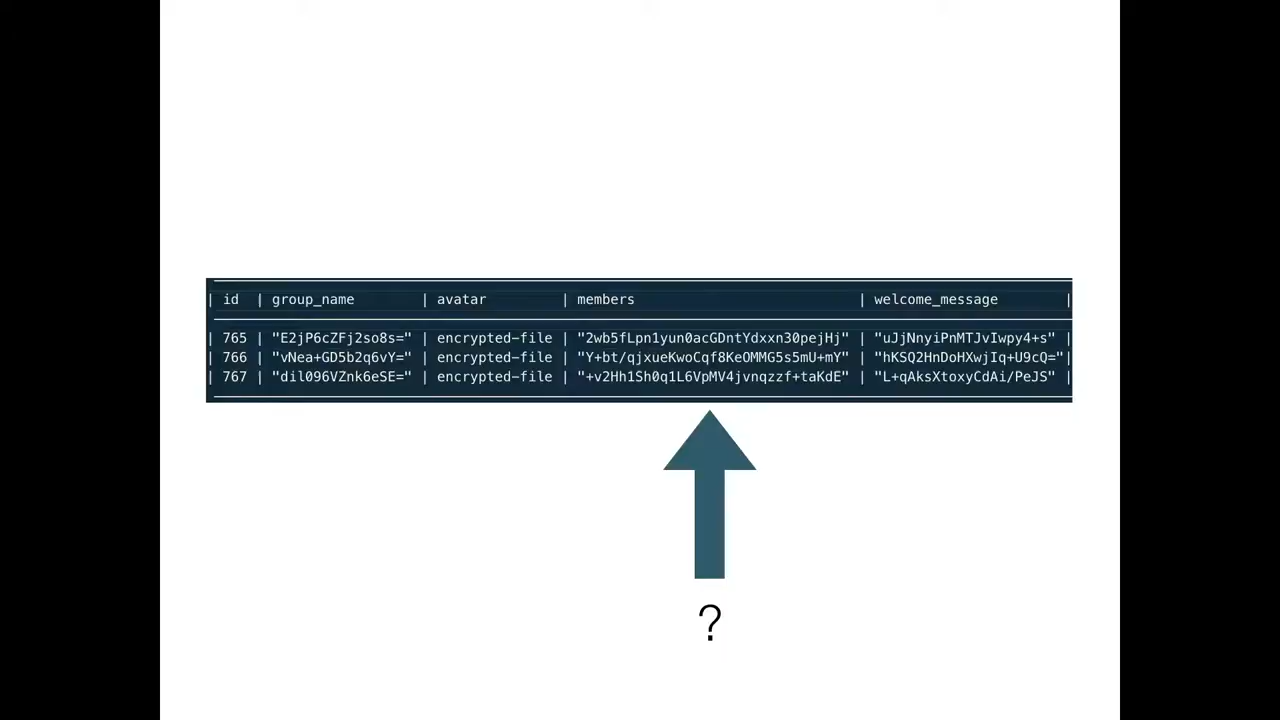 | id | group_name | avatar | members | welcome_message |
| 765 | "E2jP6cZFj2so8s=" | encrypted-file | "2wb5fLpn1yun0acGDntYdxxn30pejHj" | "uJjNnyiPnMTJvIwpy4+s" |
| 766 | "vNea+GD5b2q6vY=" | encrypted-file | "Y+bt/qjxueKwoCqf8KeOMMG5s5mU+mY" | "hKSQ2HnDoHXwjIq+U9cQ="|
| 767 | "dil096VZnk6eSE=" | encrypted-file | "+v2Hh1Sh0q1L6VpMV4jvnqzzf+taKdE" | "L+qAksXtoxyCdAi/PeJS" |
?